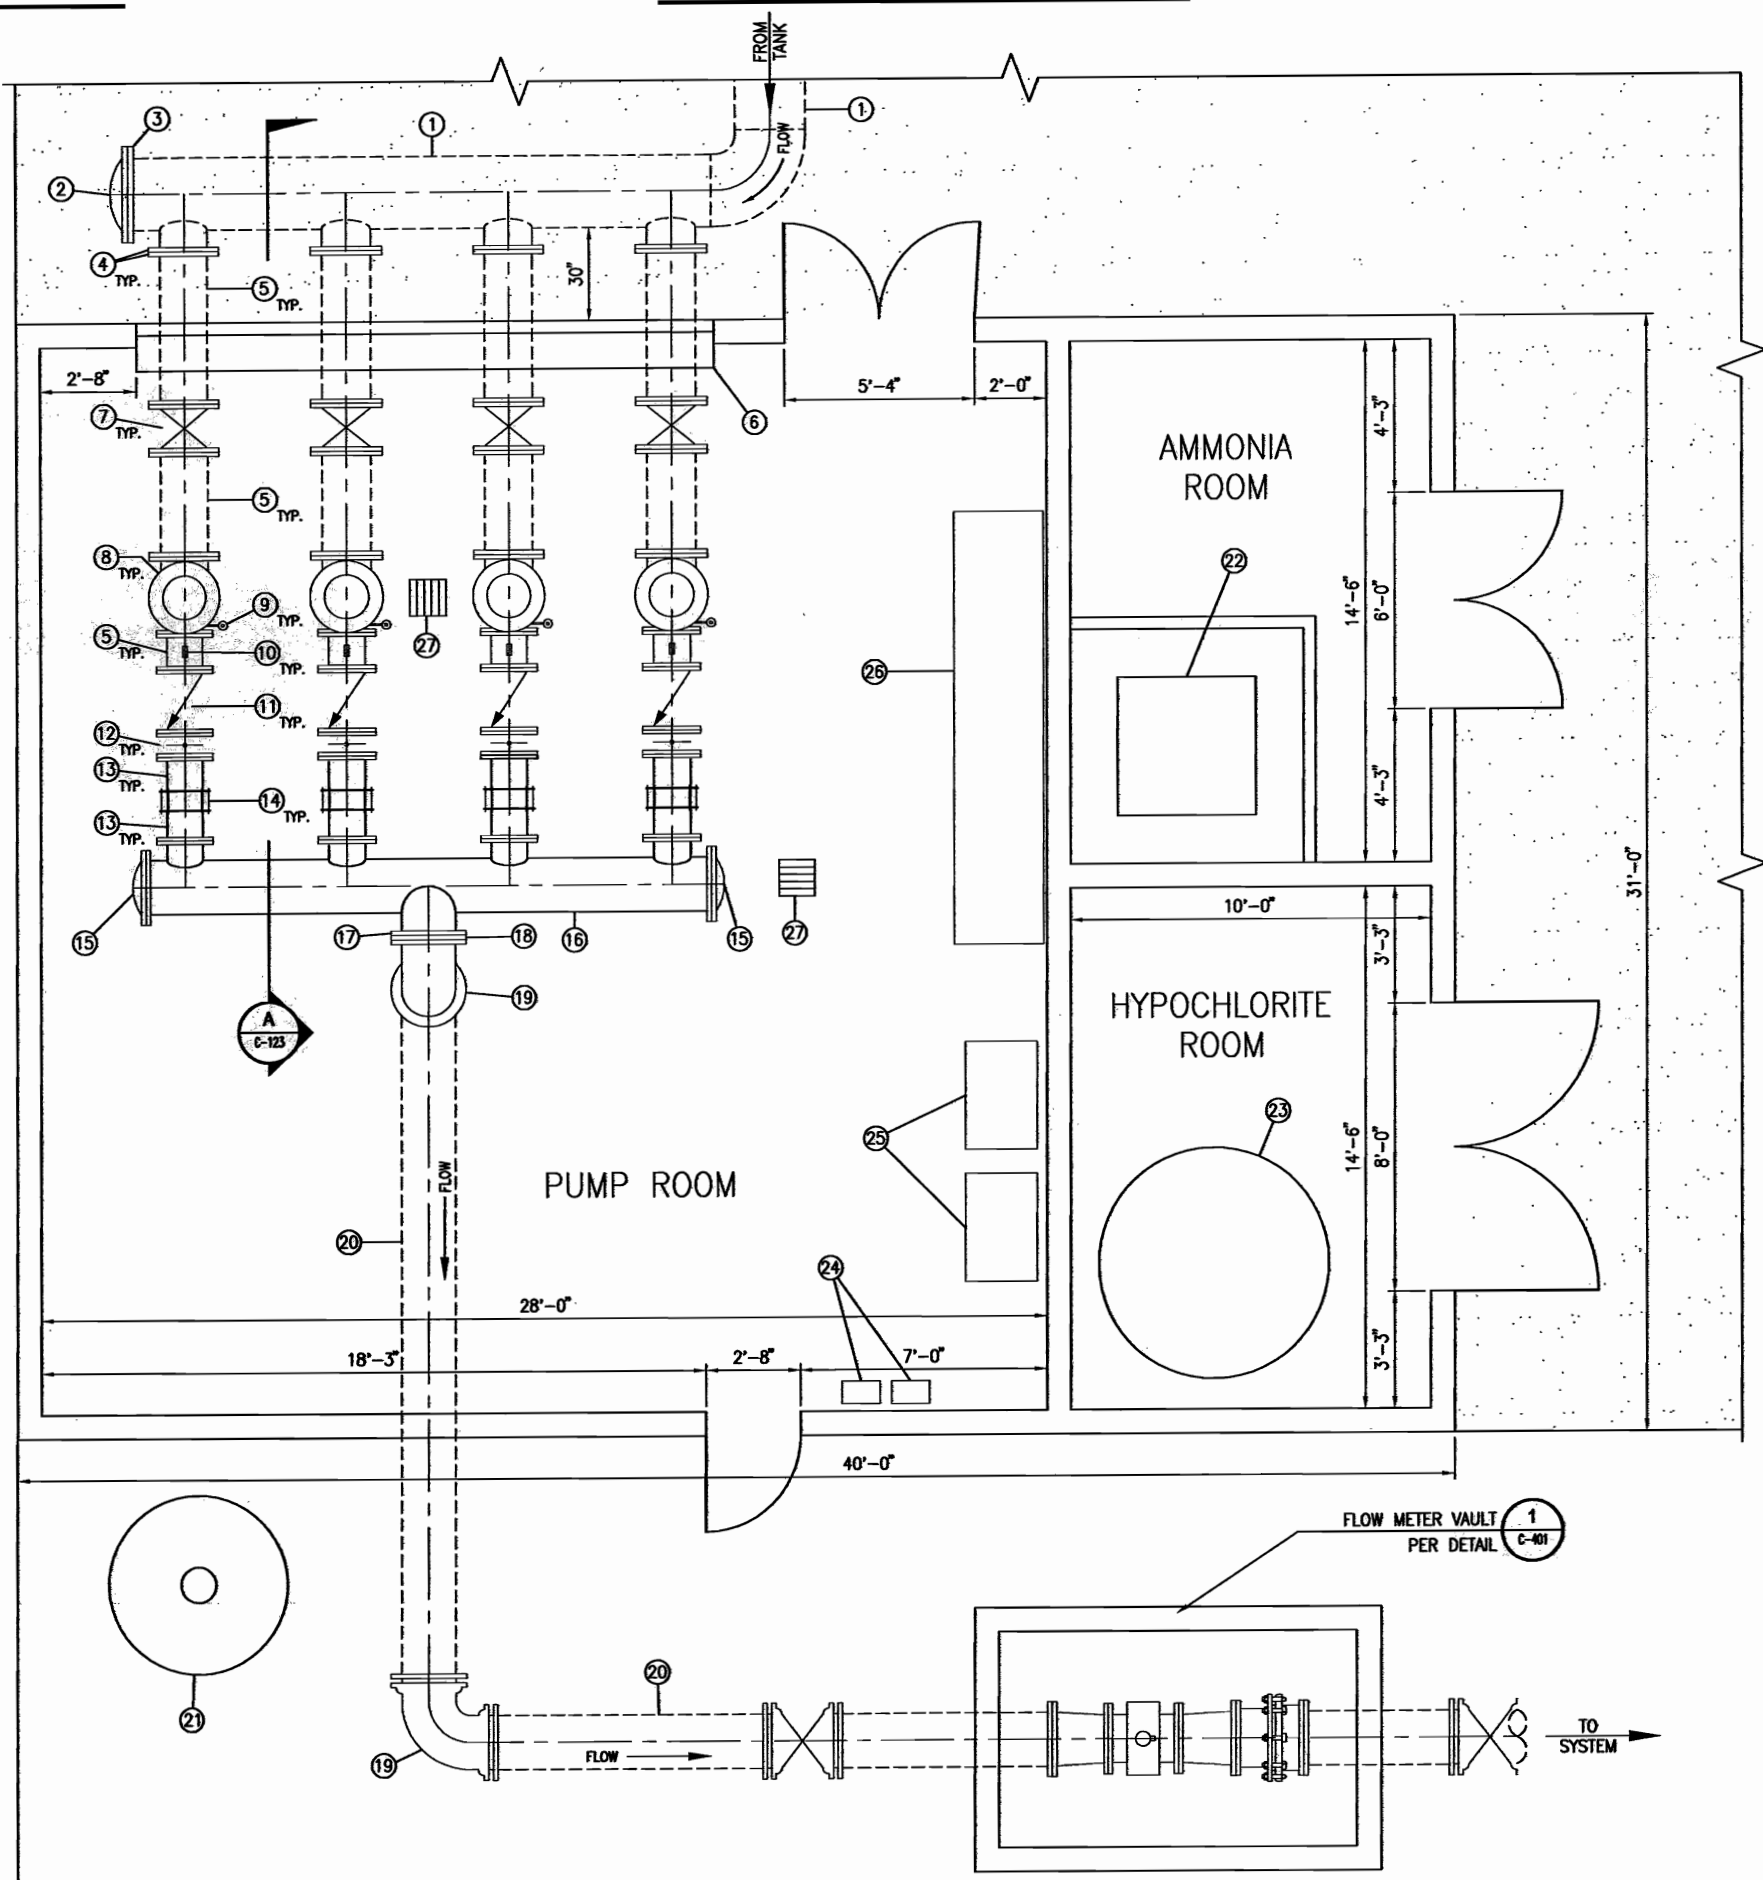 FROM
TANK
FLOW
1
1
3
2
4
TYP.
5
TYP.
30"
2'-8"
5'-4"
2'-0"
6
7
TYP.
5
TYP.
4'-3"
AMMONIA
ROOM
14'-6"
6'-0"
4'-3"
22
8
TYP.
9
TYP.
27
5
TYP.
10
TYP.
11
TYP.
12
TYP.
13
TYP.
14
TYP.
13
TYP.
26
31'-0"
15
17
18
16
15
27
19
A
C-123
10'-0"
3'-3"
HYPOCHLORITE
ROOM
14'-6"
8'-0"
3'-3"
23
25
FLOW
PUMP ROOM
20
24
28'-0"
18'-3"
2'-8"
7'-0"
40'-0"
FLOW METER VAULT
PER DETAIL
1
C-401
21
20
19
FLOW
TO
SYSTEM